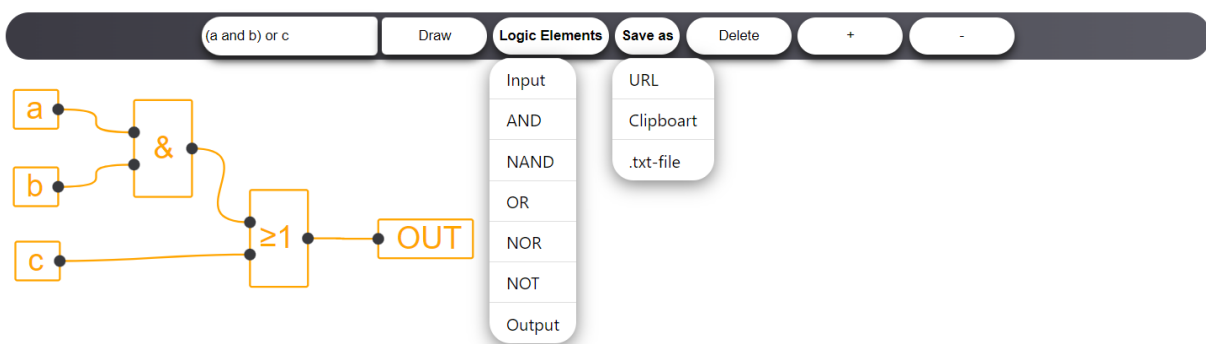 (a and b) or c Draw Logic Elements Save as Delete + -
Input
AND
NAND
OR
NOR
NOT
Output
URL
Clipboart
.txt-file
a
b
c
&
≥1
OUT